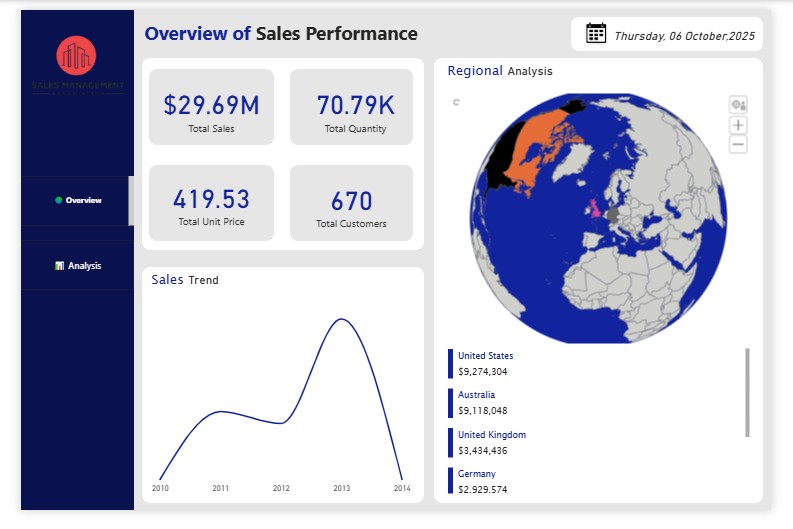 SALES MANAGEMENT
Overview
Analysis
Overview of Sales Performance
Thursday, 06 October,2025
$29.69M
Total Sales
70.79K
Total Quantity
419.53
Total Unit Price
670
Total Customers
Sales Trend
2010 2011 2012 2013 2014
Regional Analysis
United States
$9,274,304
Australia
$9,118,048
United Kingdom
$3,434,436
Germany
$2,929,574